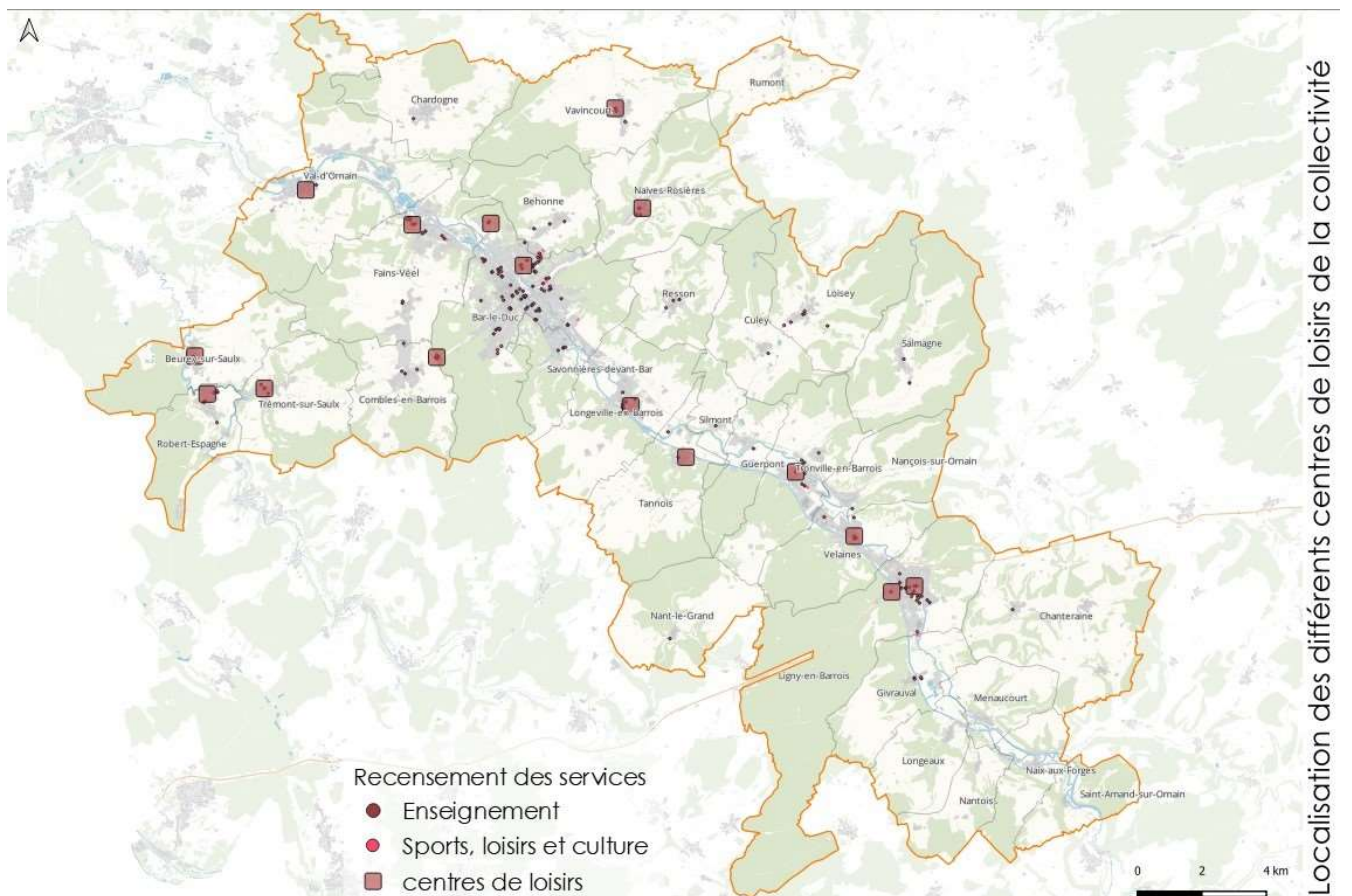 Rumont
Chardogne
Vavincourt
Val-d'Ornain
Naives-Rosières
Behonne
Fains-Véel
Resson
Loisey
Culey
Bar-le-Duc
Salmagne
Beurey-sur-Saulx
Savonnières-devant-Bar
Trémont-sur-Saulx
Combles-en-Barrois
Longeville-en-Barrois
Silmont
Robert-Espagne
Guerpont
Tronville-en-Barrois
Nançois-sur-Ornain
Tannois
Velaines
Nant-le-Grand
Chanteraine
Ligny-en-Barrois
Givrauval
Menaucourt
Longeaux
Naix-aux-Forges
Nantois
Saint-Amand-sur-Ornain
Recensement des services
Enseignement
Sports, loisirs et culture
centres de loisirs
0 2 4 km
Localisation des différents centres de loisirs de la collectivité